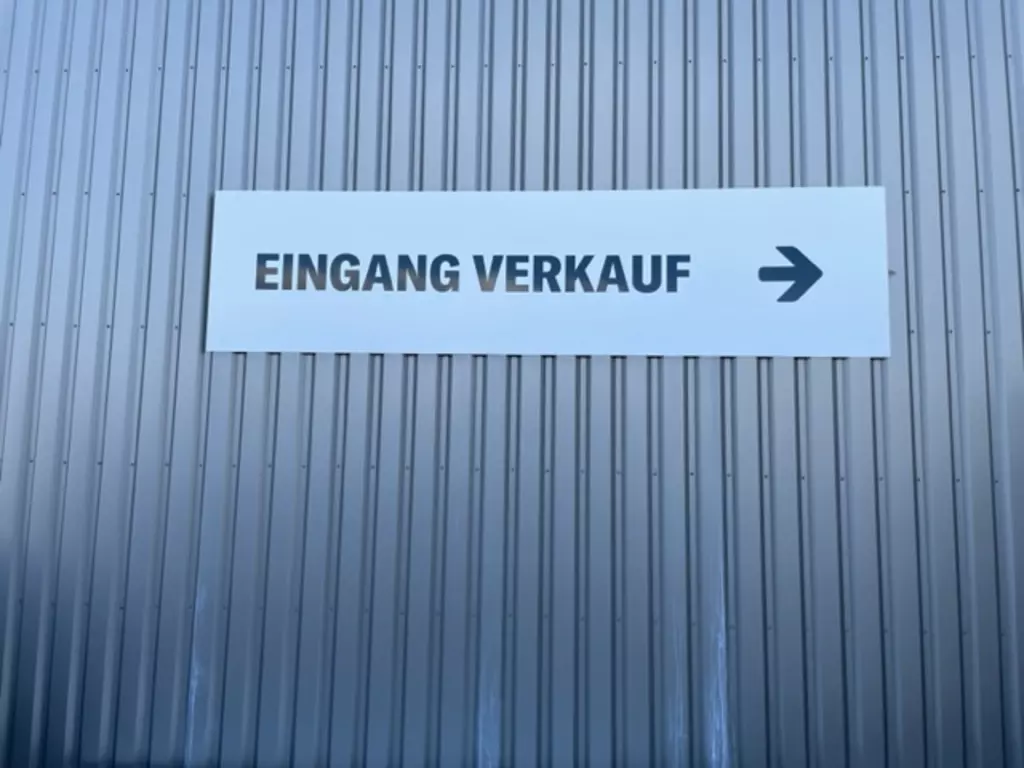 EINGANG VERKAUF →